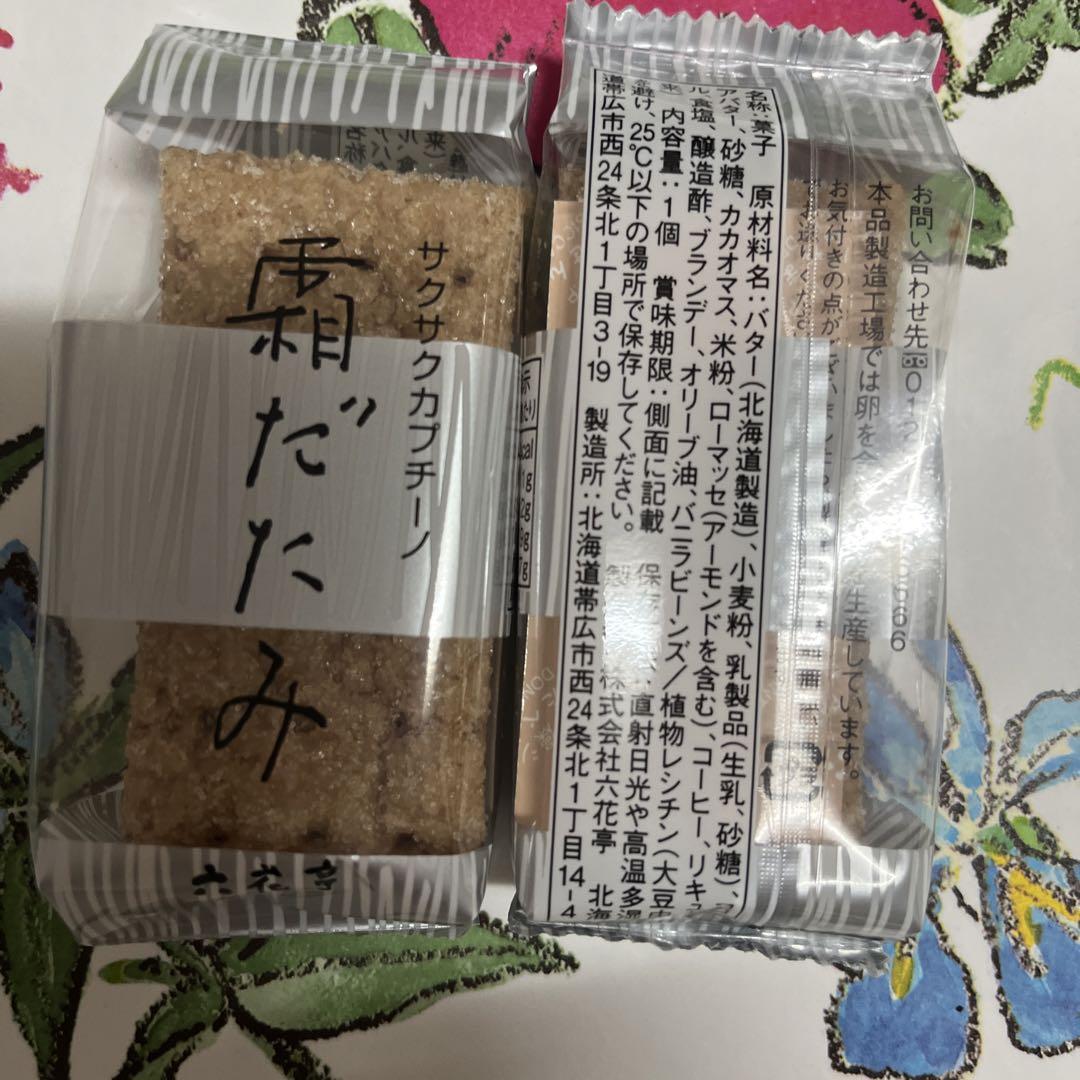 サクサクカプチーノ
霜だたみ
六花亭
名称:菓子 原材料名:バター(北海道製造)、小麦粉、乳製品(生乳、砂糖)、
アバター、砂糖、カカオマス、米粉、ローマッセ(アーモンドを含む)、コーヒー、リキ
ル、食塩、醸造酢、ブランデー、オリーブ油、バニラビーンズ/植物レシチン(大豆
内容量:1個 賞味期限:側面に記載
避け、25℃以下の場所で保存してください。
直射日光や高温多湿
株式会社六花亭 北海
道帯広市西24条北1丁目3-19 製造所:北海道帯広市西24条北1丁目14-4
お問い合わせ先 012 6666
本品製造工場では卵を 生産しています。
お気付きの点が
kcal
1g
2g
9g
g